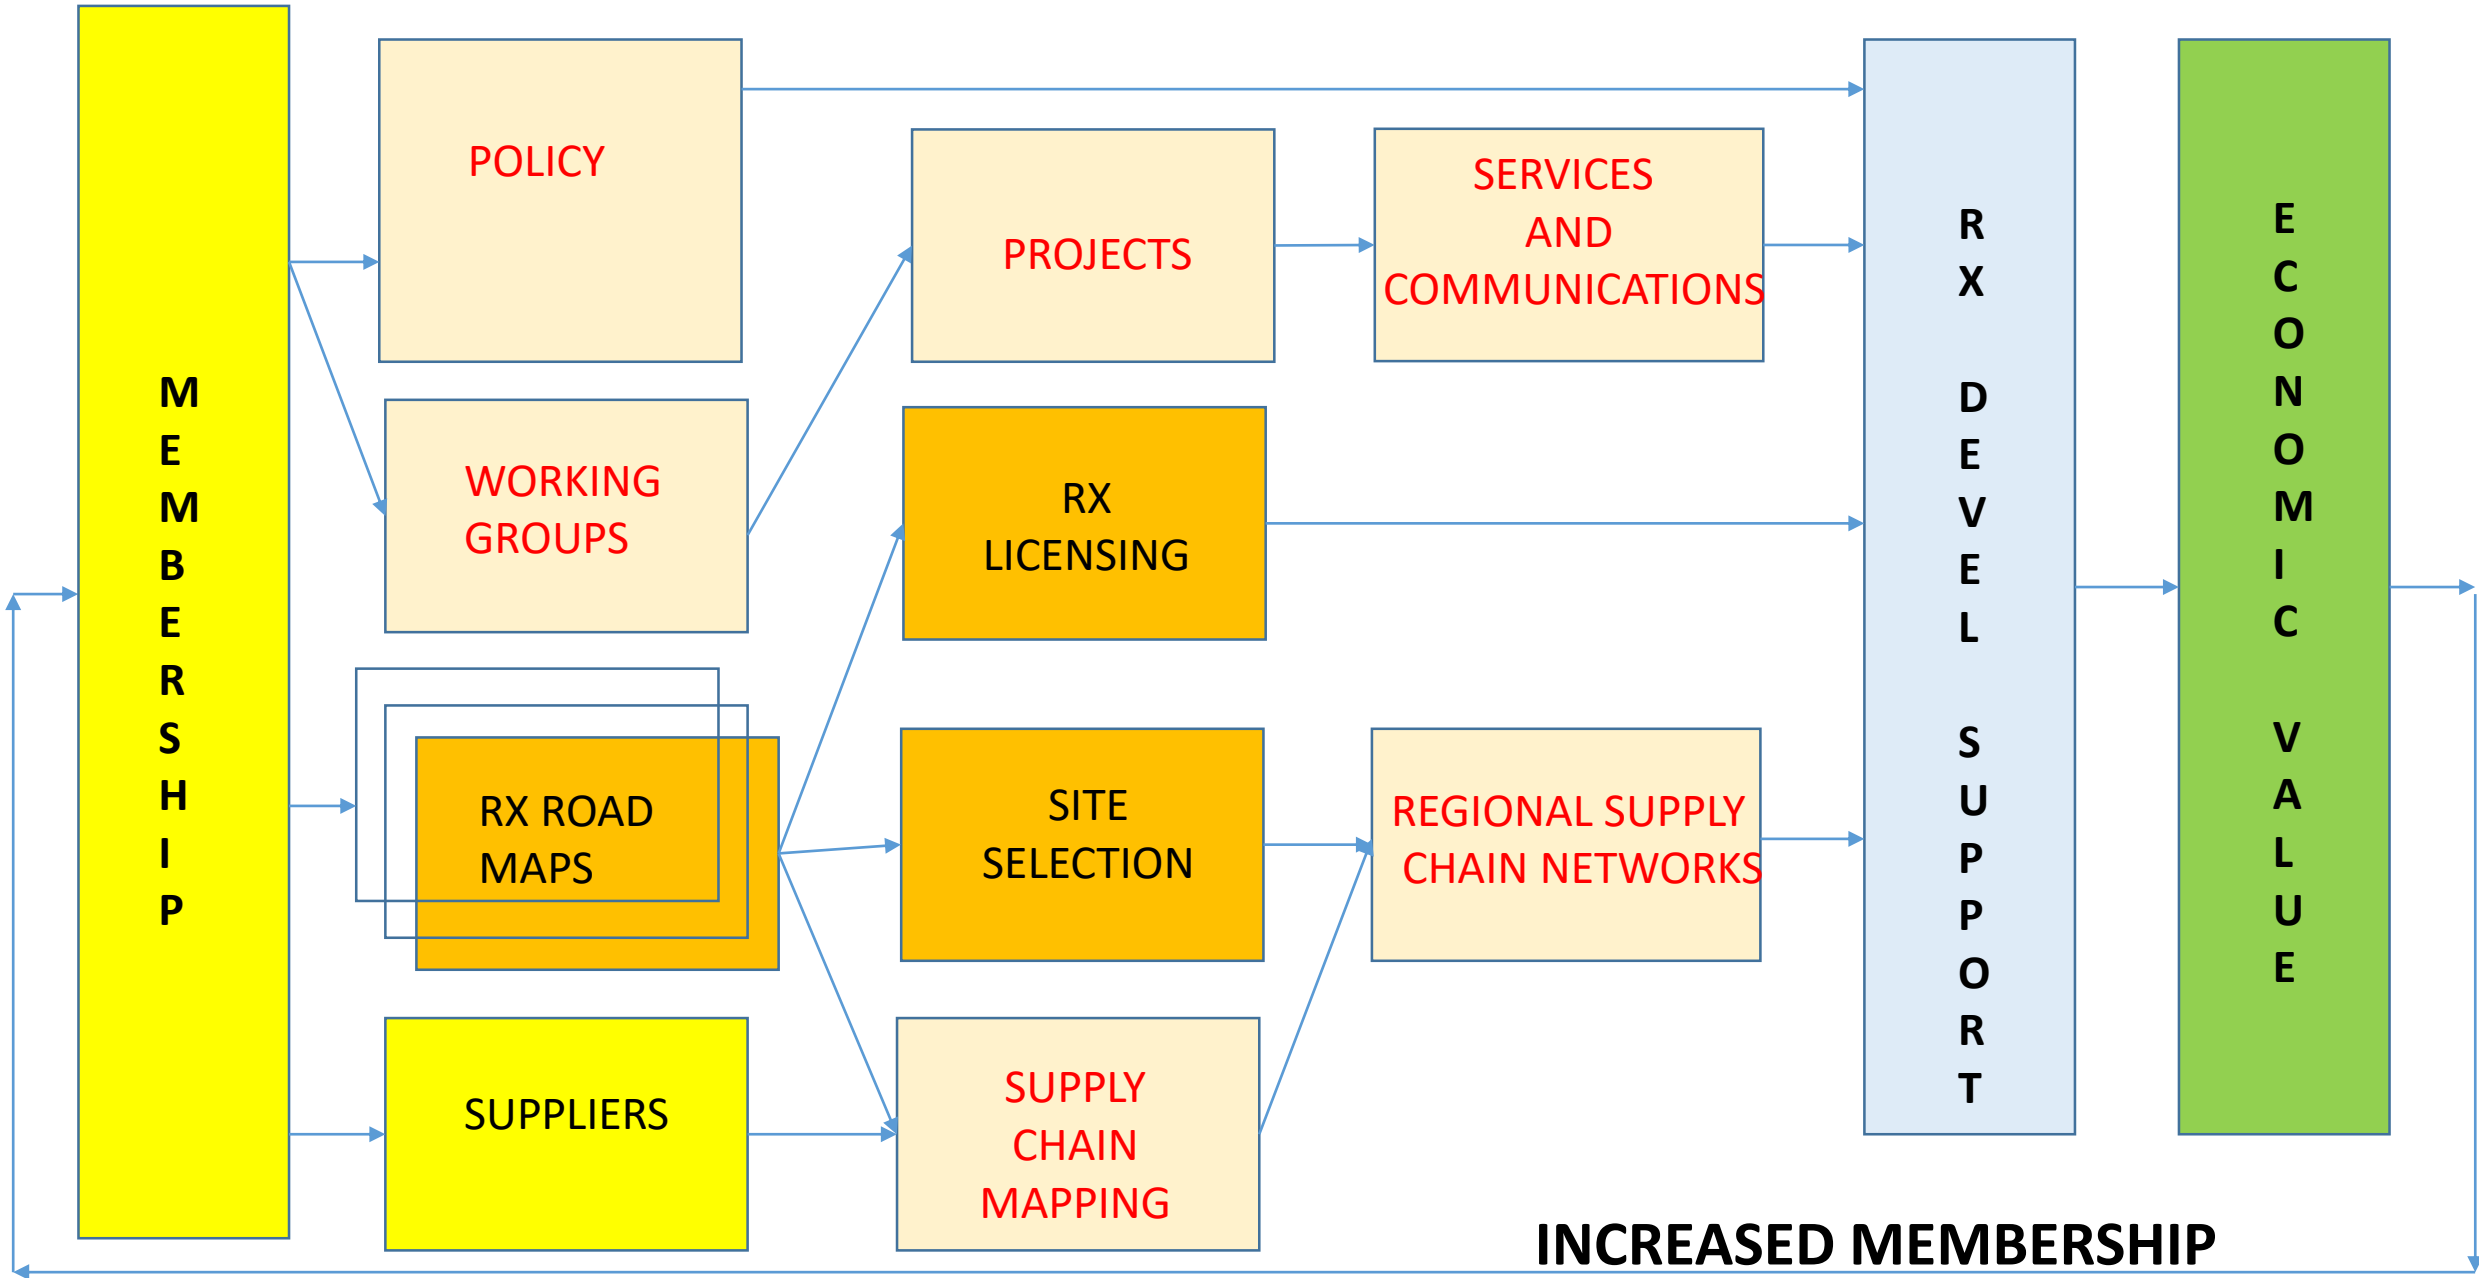 MEMBERSHIP
POLICY
WORKING
GROUPS
RX ROAD
MAPS
SUPPLIERS
PROJECTS
RX
LICENSING
SITE
SELECTION
SUPPLY
CHAIN
MAPPING
SERVICES
AND
COMMUNICATIONS
REGIONAL SUPPLY
CHAIN NETWORKS
RX DEVEL SUPPORT
ECONOMIC VALUE
INCREASED MEMBERSHIP